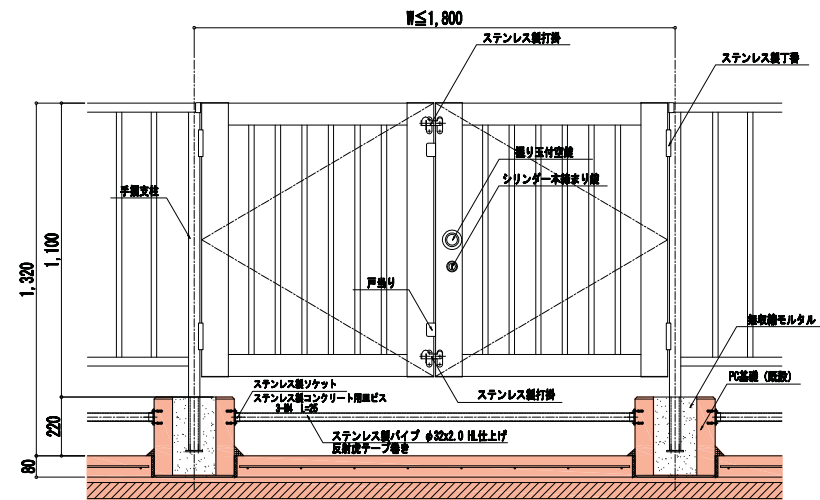 W≦1,800
ステンレス製打掛
ステンレス製丁番
握り玉付空錠
シリンダー本締まり錠
手摺支柱
1,100
1,320
戸当り
無収縮モルタル
PC基礎（既設）
ステンレス製打掛
ステンレス製ソケット
ステンレス製コンクリート用皿ビス
3-M4 L=25
220
ステンレス製パイプ φ32x2.0 HL仕上げ
反射虎テープ巻き
80